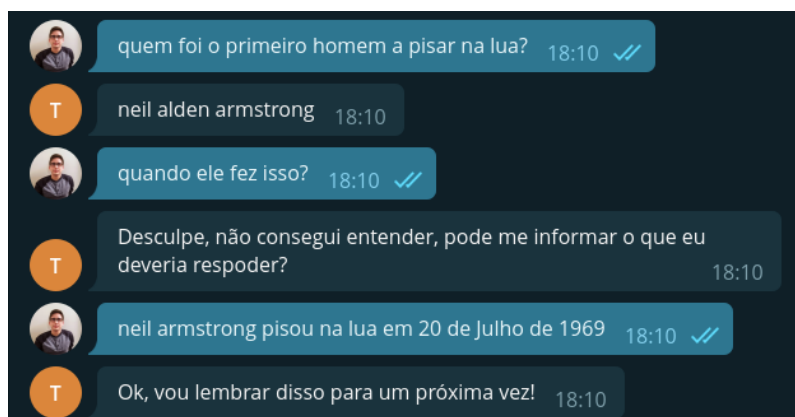 quem foi o primeiro homem a pisar na lua? 18:10
T
neil alden armstrong 18:10
quando ele fez isso? 18:10
Desculpe, não consegui entender, pode me informar o que eu
T
deveria respoder? 18:10
neil armstrong pisou na lua em 20 de Julho de 1969 18:10
T
Ok, vou lembrar disso para um próxima vez! 18:10